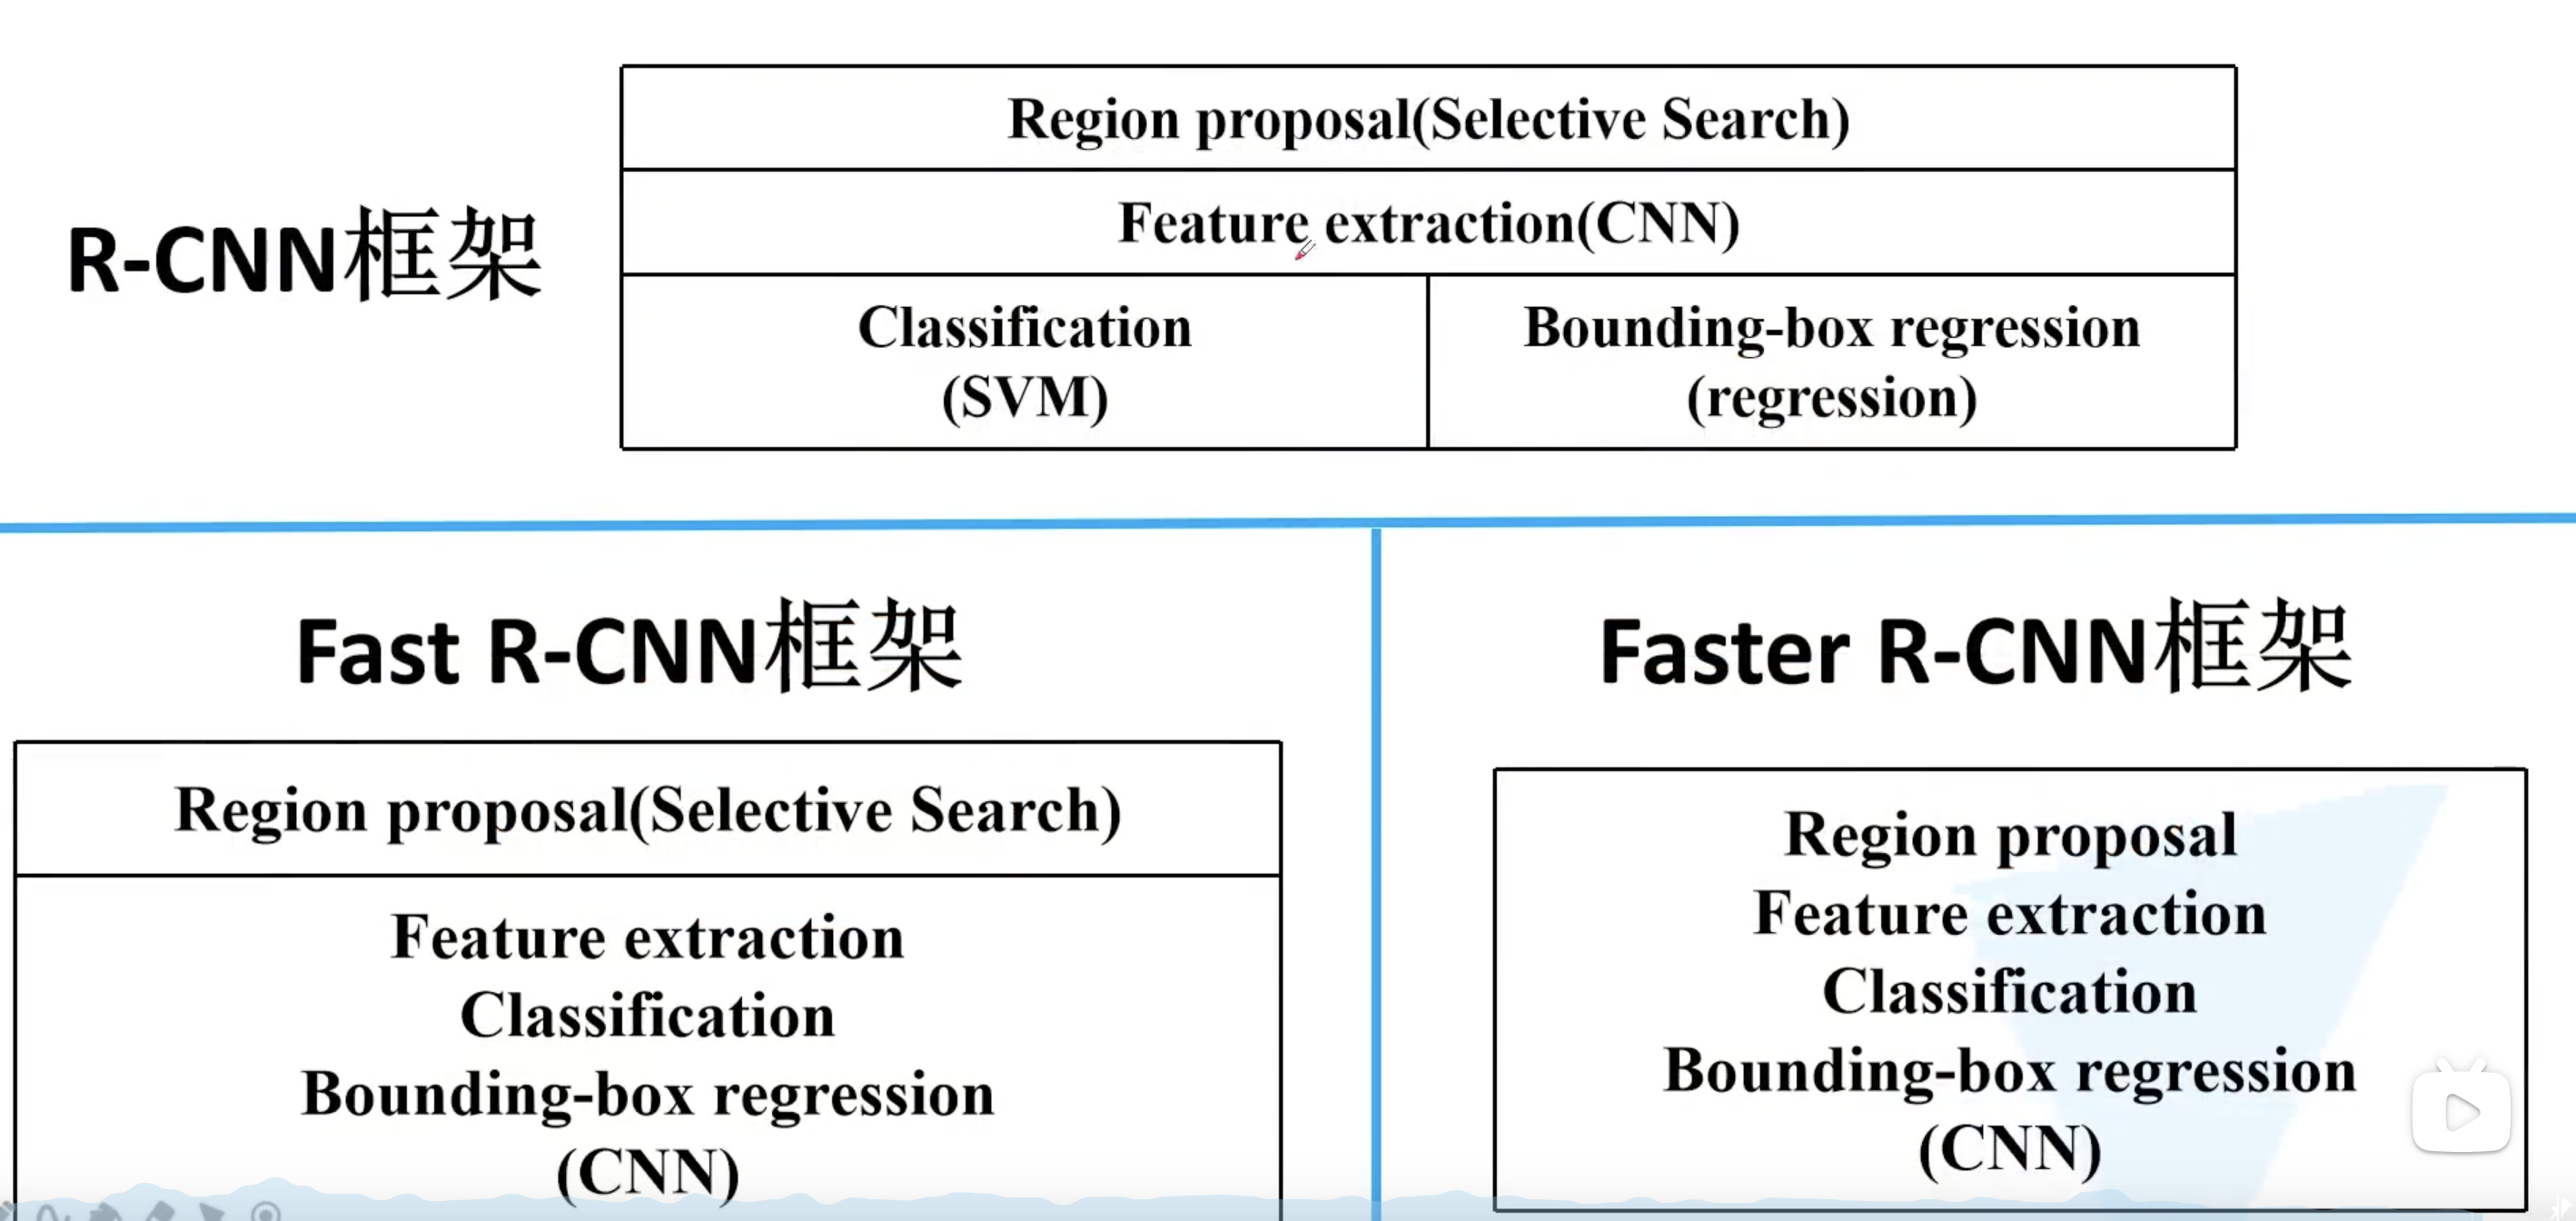 R-CNN框架
Region proposal(Selective Search)
Feature extraction(CNN)
Classification
(SVM)
Bounding-box regression
(regression)
Fast R-CNN框架
Region proposal(Selective Search)
Feature extraction
Classification
Bounding-box regression
(CNN)
Faster R-CNN框架
Region proposal
Feature extraction
Classification
Bounding-box regression
(CNN)